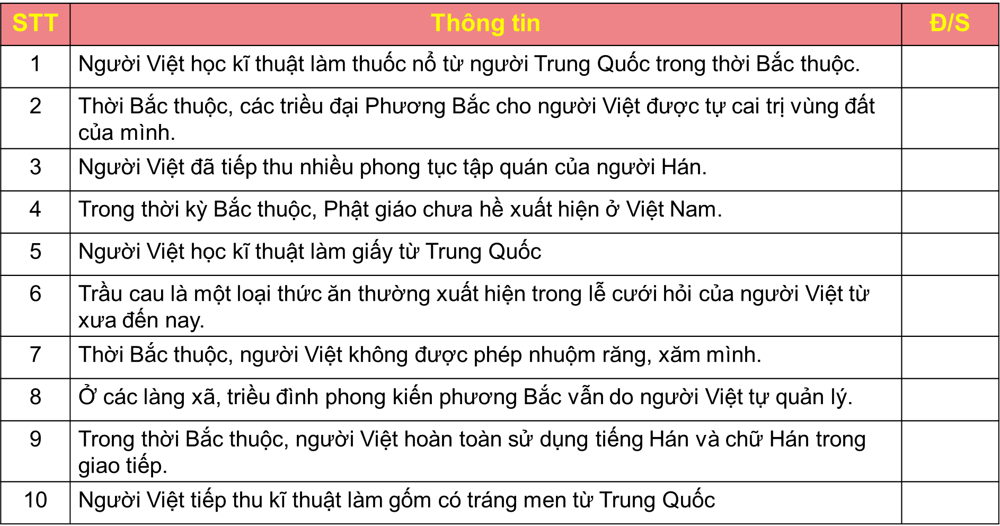 STT Thông tin Đ/S
1 Người Việt học kĩ thuật làm thuốc nổ từ người Trung Quốc trong thời Bắc thuộc.
2 Thời Bắc thuộc, các triều đại Phương Bắc cho người Việt được tự cai trị vùng đất
của mình.
3 Người Việt đã tiếp thu nhiều phong tục tập quán của người Hán.
4 Trong thời kỳ Bắc thuộc, Phật giáo chưa hề xuất hiện ở Việt Nam.
5 Người Việt học kĩ thuật làm giấy từ Trung Quốc
6 Trầu cau là một loại thức ăn thường xuất hiện trong lễ cưới hỏi của người Việt từ
xưa đến nay.
7 Thời Bắc thuộc, người Việt không được phép nhuộm răng, xăm mình.
8 Ở các làng xã, triều đình phong kiến phương Bắc vẫn do người Việt tự quản lý.
9 Trong thời Bắc thuộc, người Việt hoàn toàn sử dụng tiếng Hán và chữ Hán trong
giao tiếp.
10 Người Việt tiếp thu kĩ thuật làm gốm có tráng men từ Trung Quốc